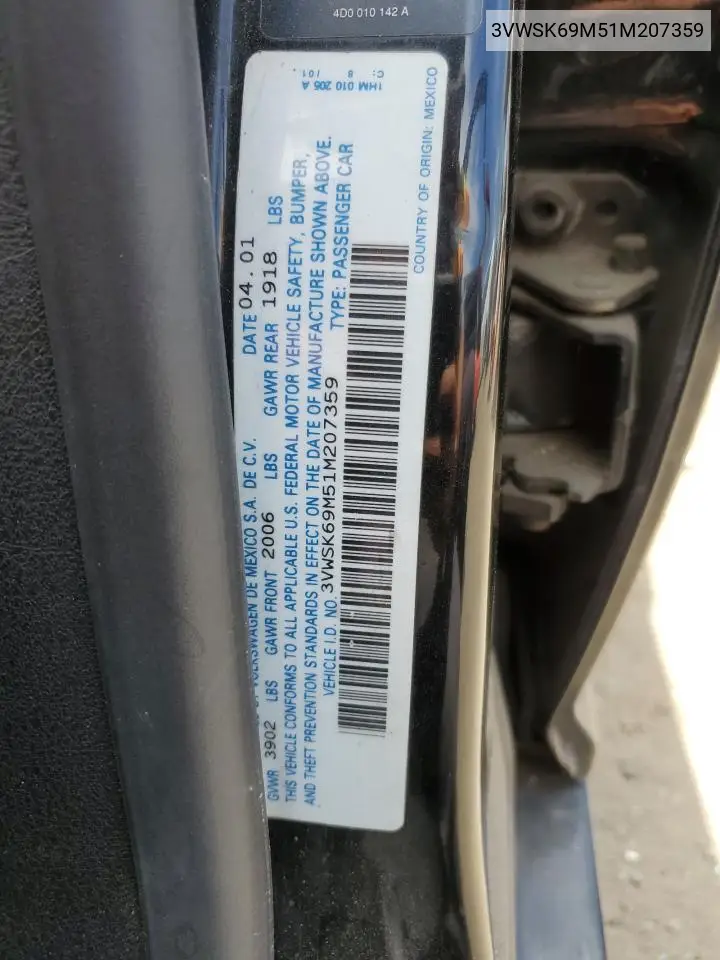 4D0 010 142 A
3VWSK69M51M207359
VOLKSWAGEN DE MEXICO S.A. DE C.V. DATE 04.01
GVWR 3902 LBS GAWR FRONT 2006 LBS GAWR REAR 1918 LBS
THIS VEHICLE CONFORMS TO ALL APPLICABLE U.S. FEDERAL MOTOR VEHICLE SAFETY, BUMPER,
AND THEFT PREVENTION STANDARDS IN EFFECT ON THE DATE OF MANUFACTURE SHOWN ABOVE.
VEHICLE I.D. NO. 3VWSK69M51M207359 TYPE: PASSENGER CAR
COUNTRY OF ORIGIN: MEXICO
1HM 010 205 A
C: 8 /01